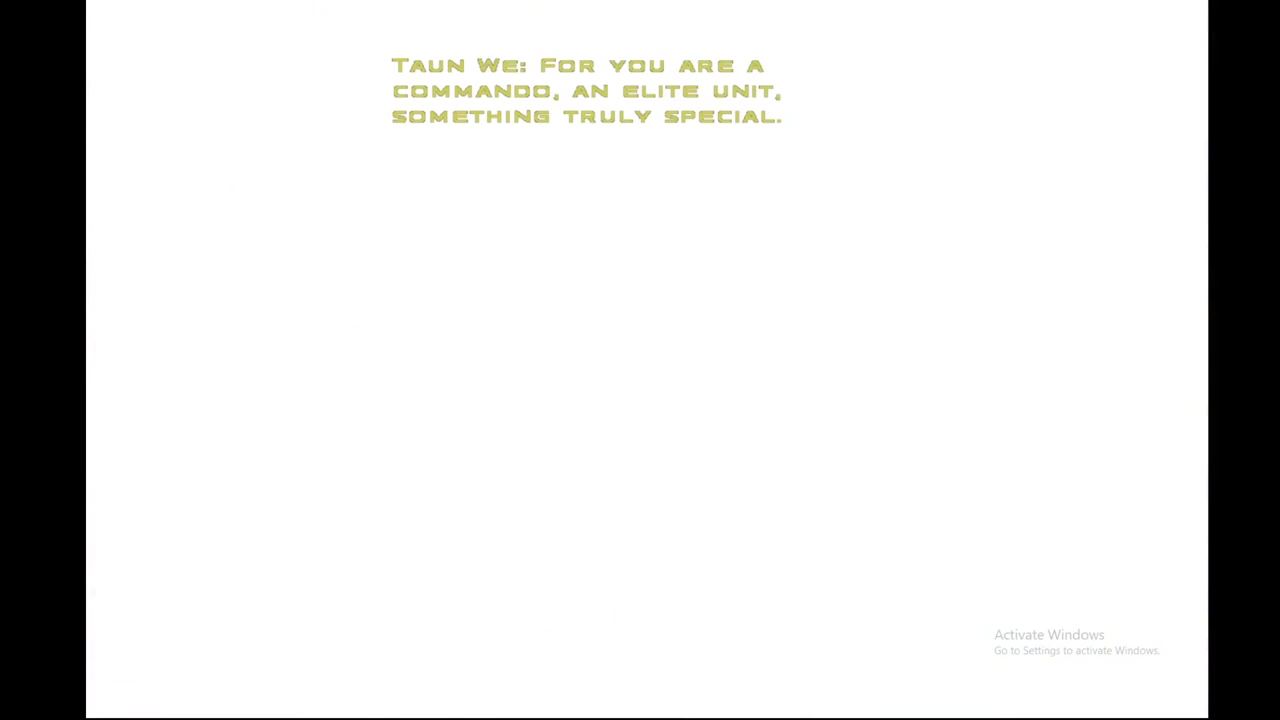 Taun We: For you are a
commando, an elite unit,
something truly special.
Activate Windows
Go to Settings to activate Windows.